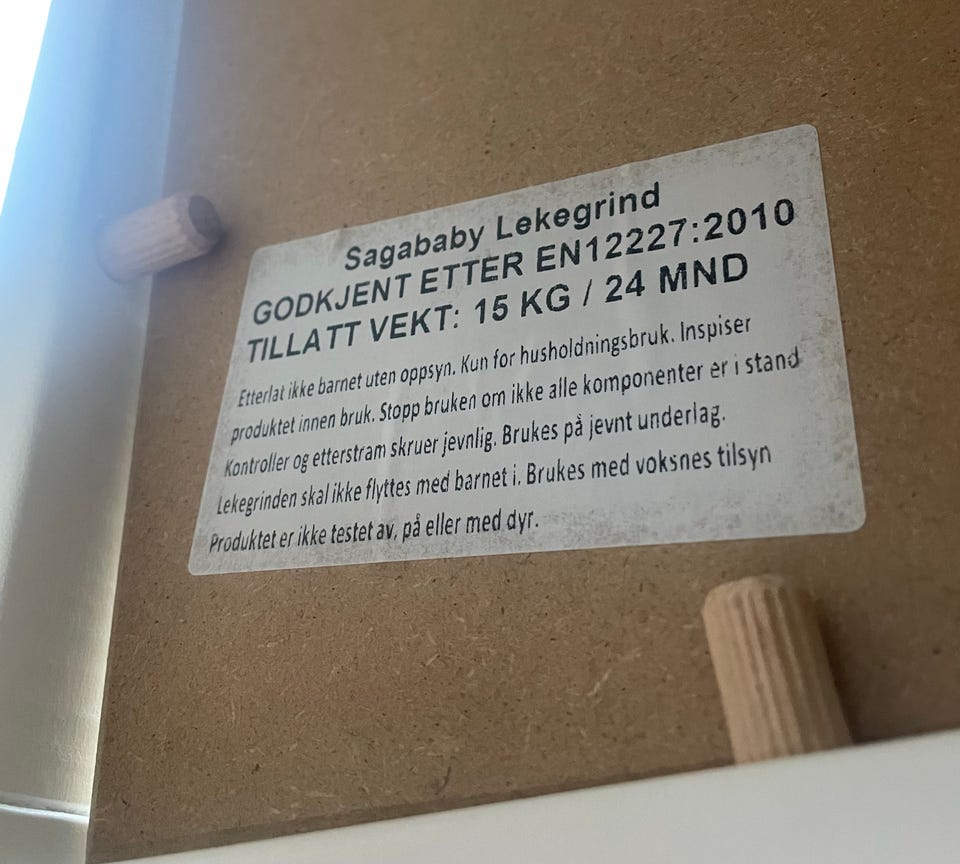 Sagababy Lekegrind
GODKJENT ETTER EN12227:2010
TILLATT VEKT: 15 KG / 24 MND
Etterlat ikke barnet uten oppsyn. Kun for husholdningsbruk. Inspiser
produktet innen bruk. Stopp bruken om ikke alle komponenter er i stand
Kontroller og etterstram skruer jevnlig. Brukes på jevnt underlag.
Lekegrinden skal ikke flyttes med barnet i. Brukes med voksnes tilsyn
Produktet er ikke testet av, på eller med dyr.